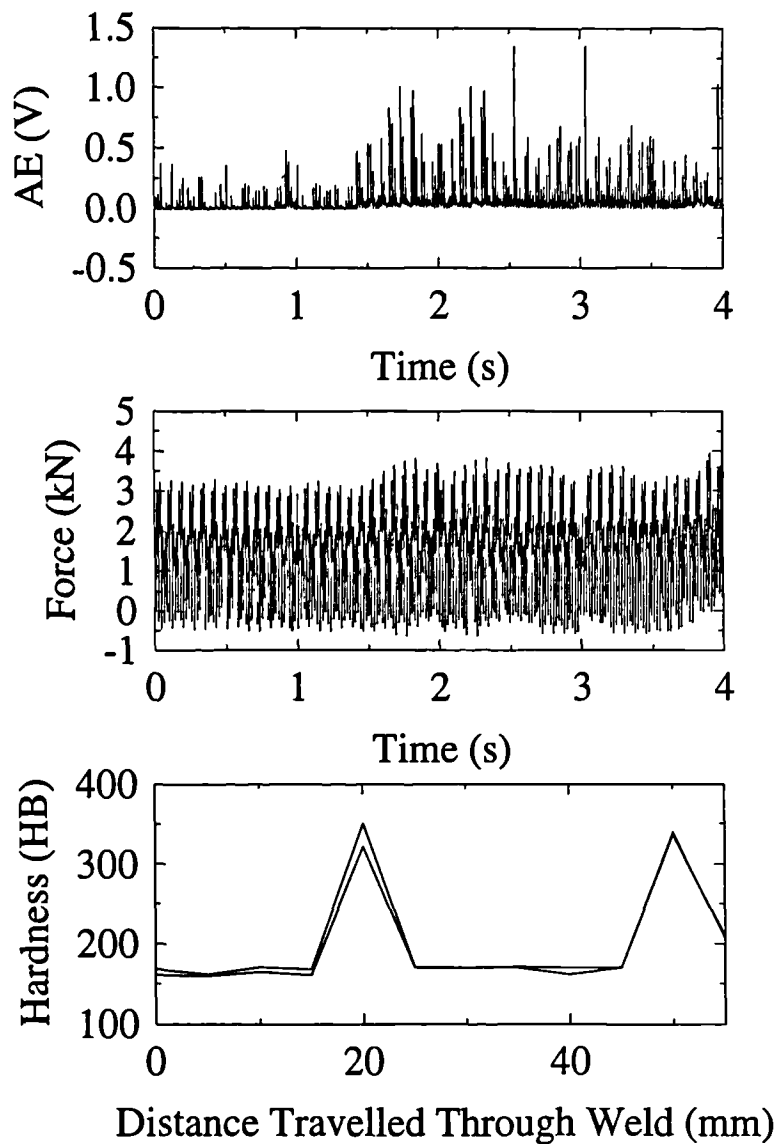 1.5
1.0
0.5
0.0
-0.5
AE (V)
0 1 2 3 4
Time (s)
5
4
3
2
1
0
-1
Force (kN)
0 1 2 3 4
Time (s)
400
300
200
100
Hardness (HB)
0 20 40
Distance Travelled Through Weld (mm)